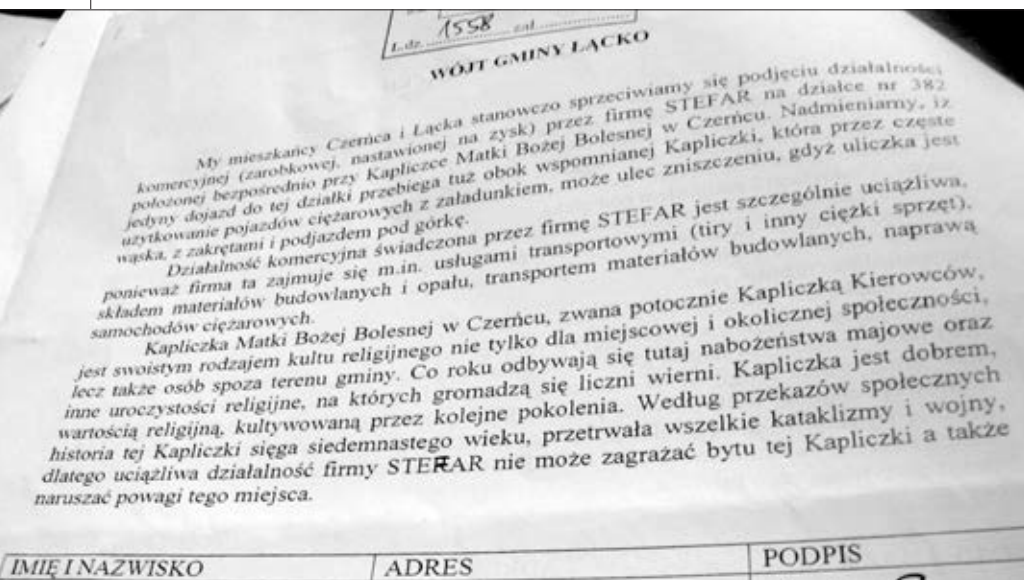 1558
L.dz. zał.
WÓJT GMINY ŁĄCKO
My mieszkańcy Czerńca i Łącka stanowczo sprzeciwiamy się podjęciu działalności
komercyjnej (zarobkowej, nastawionej na zysk) przez firmę STEFAR na działce nr 382
położonej bezpośrednio przy Kapliczce Matki Bożej Bolesnej w Czerńcu. Nadmieniamy, iż
jedyny dojazd do tej działki przebiega tuż obok wspomnianej Kapliczki, która przez częste
użytkowanie pojazdów ciężarowych z załadunkiem, może ulec zniszczeniu, gdyż uliczka jest
wąska, z zakrętami i podjazdem pod górkę.
Działalność komercyjna świadczona przez firmę STEFAR jest szczególnie uciążliwa,
ponieważ firma ta zajmuje się m.in. usługami transportowymi (tiry i inny ciężki sprzęt),
składem materiałów budowlanych i opału, transportem materiałów budowlanych, naprawą
samochodów ciężarowych.
Kapliczka Matki Bożej Bolesnej w Czerńcu, zwana potocznie Kapliczką Kierowców,
jest swoistym rodzajem kultu religijnego nie tylko dla miejscowej i okolicznej społeczności,
lecz także osób spoza terenu gminy. Co roku odbywają się tutaj nabożeństwa majowe oraz
inne uroczystości religijne, na których gromadzą się liczni wierni. Kapliczka jest dobrem,
wartością religijną, kultywowaną przez kolejne pokolenia. Według przekazów społecznych
historia tej Kapliczki sięga siedemnastego wieku, przetrwała wszelkie kataklizmy i wojny,
dlatego uciążliwa działalność firmy STEFAR nie może zagrażać bytu tej Kapliczki a także
naruszać powagi tego miejsca.
IMIĘ I NAZWISKO ADRES PODPIS